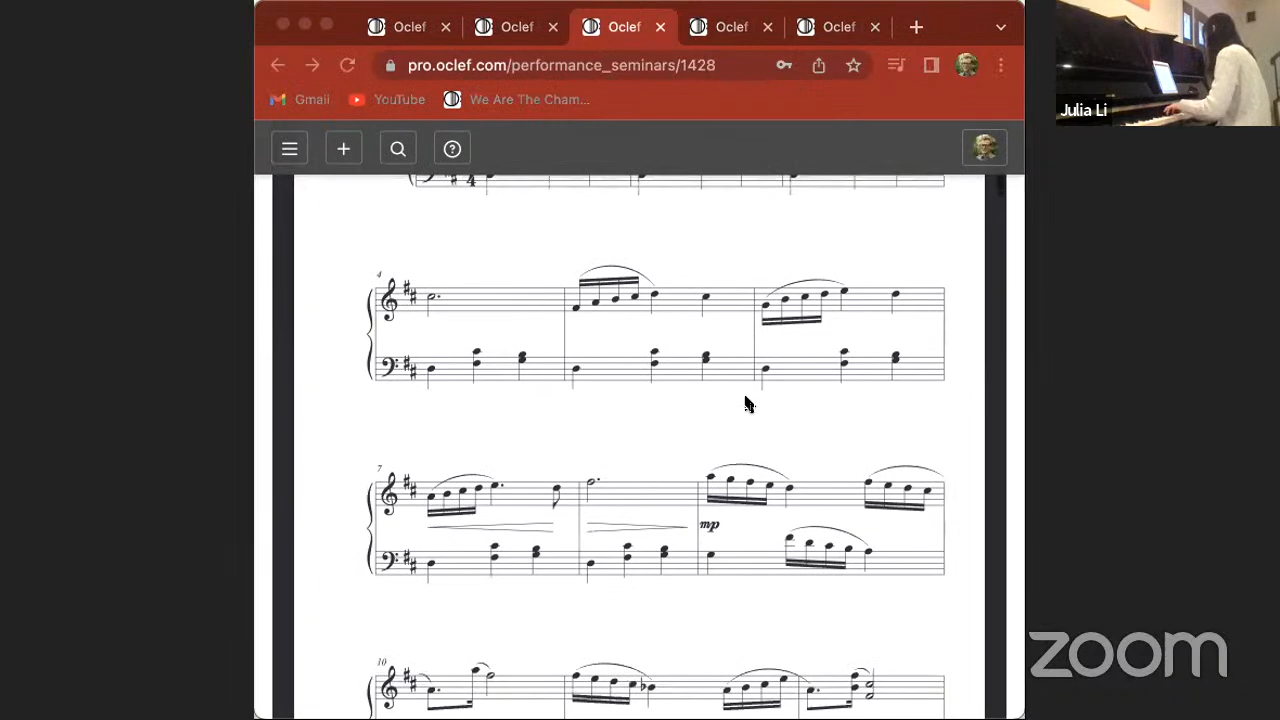 Oclef Oclef Oclef Oclef Oclef
pro.oclef.com/performance_seminars/1428
Gmail YouTube We Are The Cham...
Julia Li
4
4
7
mp
10
zoom